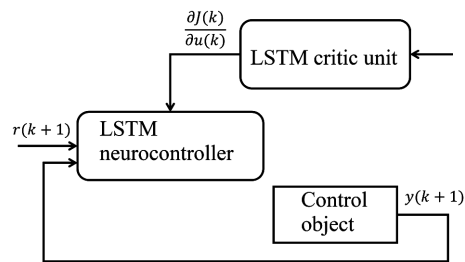 ∂J(k)
∂u(k)
LSTM critic unit
r(k + 1)
LSTM
neurocontroller
Control
object
y(k + 1)